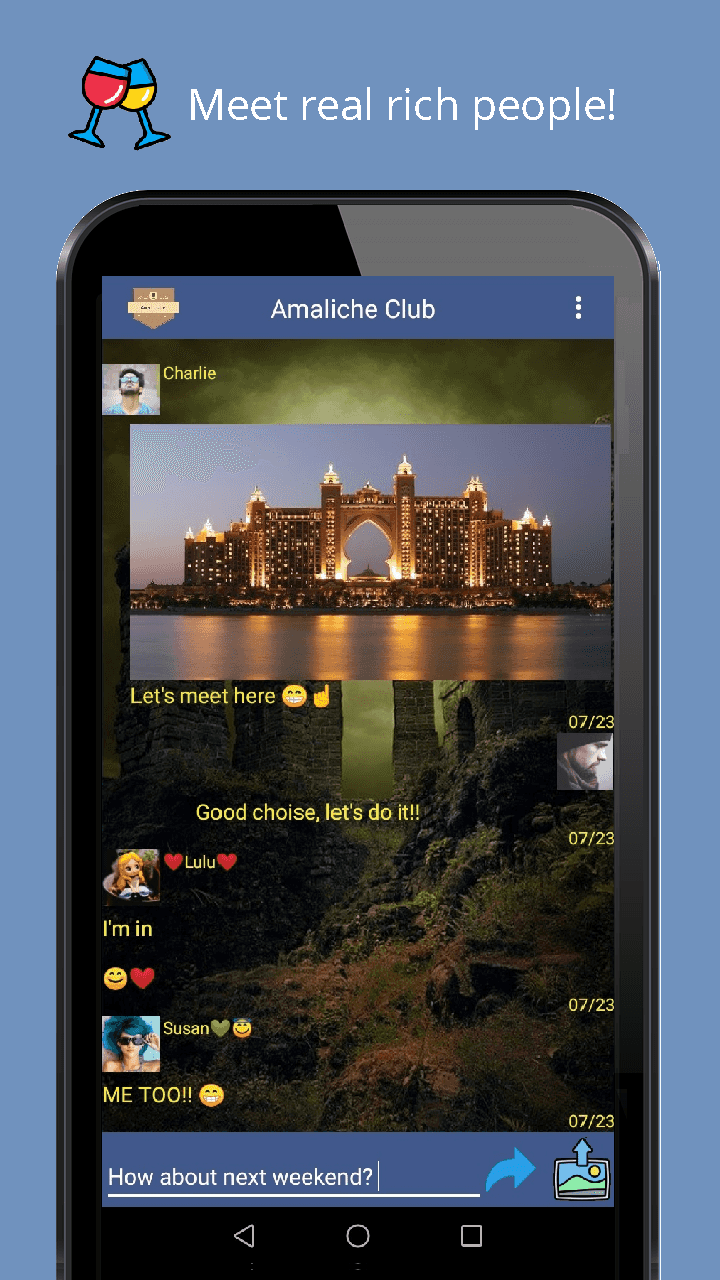 Meet real rich people!
Amaliche Club
Charlie
Let's meet here 😁☝
07/23
Good choise, let's do it!!
07/23
❤Lulu❤
I'm in
😊❤
07/23
Susan💚😇
ME TOO!! 😁
07/23
How about next weekend?